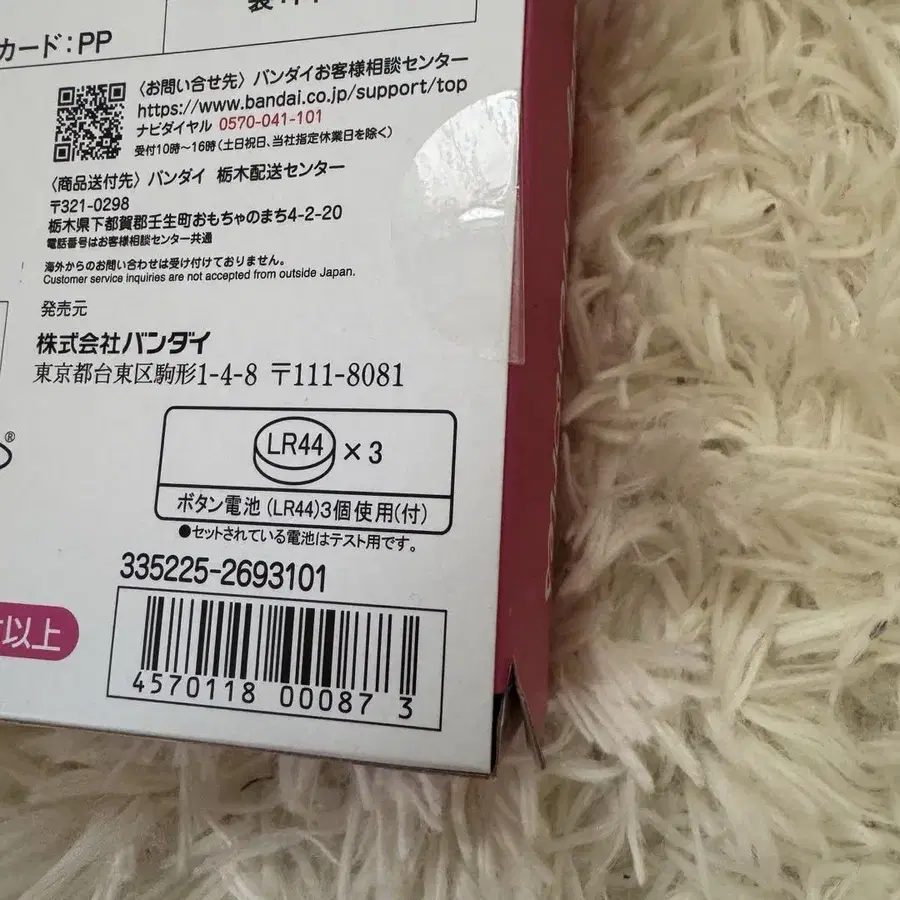 カード：PP
〈お問い合せ先〉バンダイお客様相談センター
https://www.bandai.co.jp/support/top
ナビダイヤル 0570-041-101
受付10時〜16時(土日祝日、当社指定休業日を除く)
〈商品送付先〉バンダイ 栃木配送センター
〒321-0298
栃木県下都賀郡壬生町おもちゃのまち4-2-20
電話番号はお客様相談センター共通
海外からのお問い合わせは受け付けておりません。
Customer service inquiries are not accepted from outside Japan.
発売元
株式会社バンダイ
東京都台東区駒形1-4-8 〒111-8081
®
LR44 × 3
ボタン電池(LR44)3個使用(付)
●セットされている電池はテスト用です。
335225-2693101
以上
4570118 00087 3